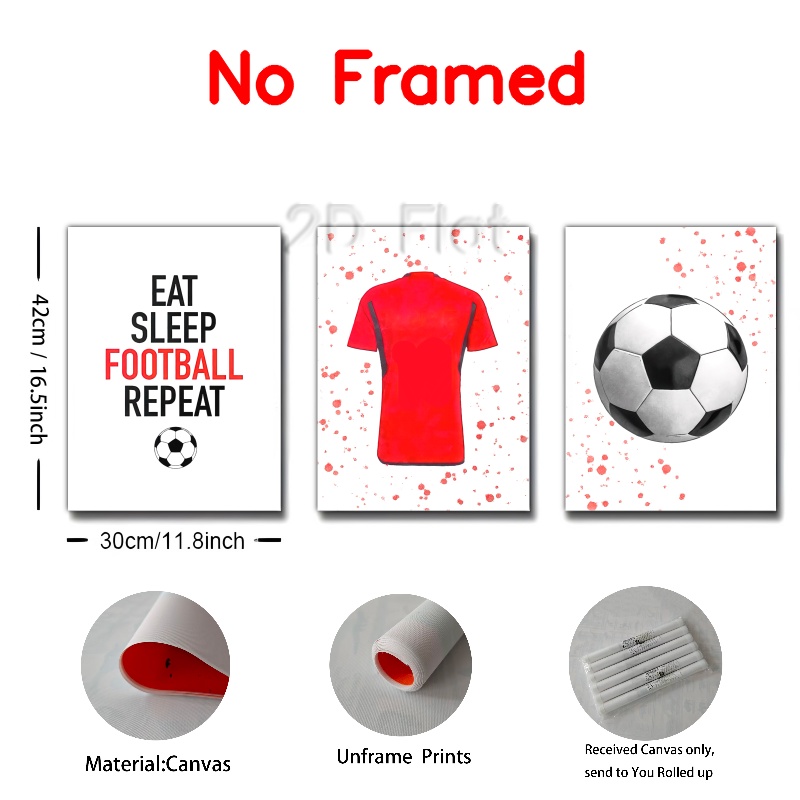 No Framed
2D Flat
EAT
SLEEP
FOOTBALL
REPEAT
42cm / 16.5inch
30cm/11.8inch
Material:Canvas
Unframe Prints
Received Canvas only,
send to You Rolled up